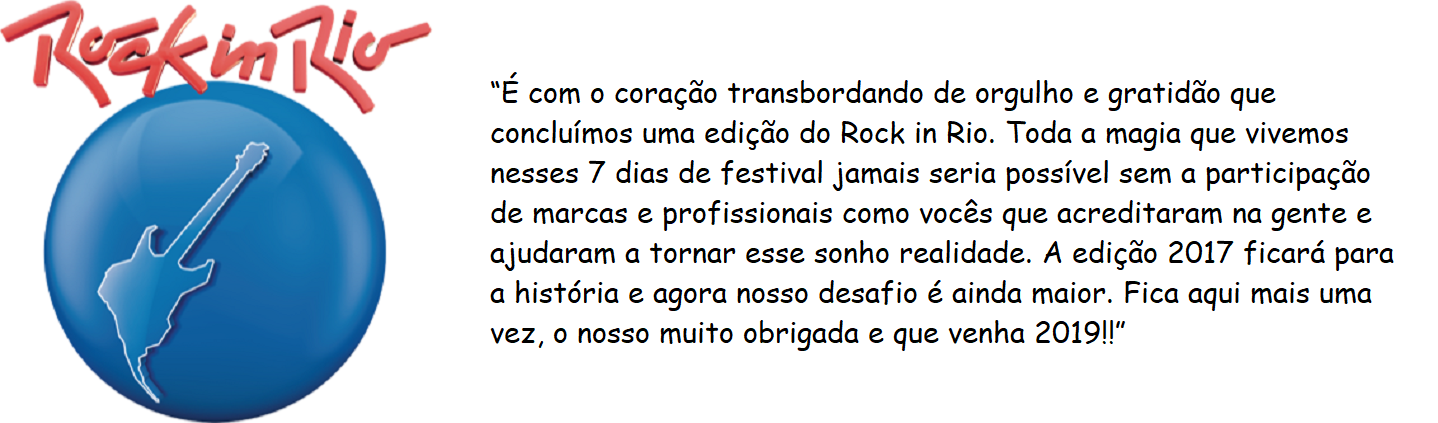 Rock in Rio
“É com o coração transbordando de orgulho e gratidão que
concluímos uma edição do Rock in Rio. Toda a magia que vivemos
nesses 7 dias de festival jamais seria possível sem a participação
de marcas e profissionais como vocês que acreditaram na gente e
ajudaram a tornar esse sonho realidade. A edição 2017 ficará para
a história e agora nosso desafio é ainda maior. Fica aqui mais uma
vez, o nosso muito obrigada e que venha 2019!!”